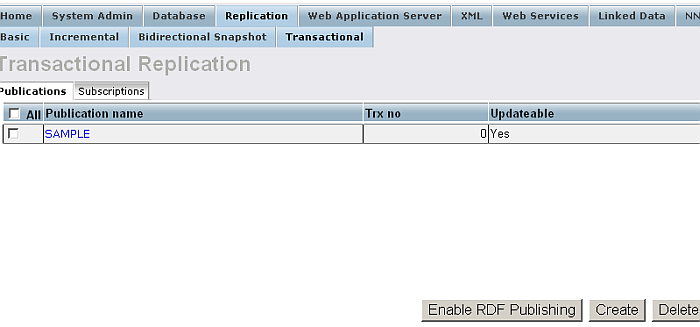 Home System Admin Database Replication Web Application Server XML Web Services Linked Data NN
Basic Incremental Bidirectional Snapshot Transactional
Transactional Replication
Publications Subscriptions
All Publication name Trx no Updateable
SAMPLE 0 Yes
Enable RDF Publishing Create Delete